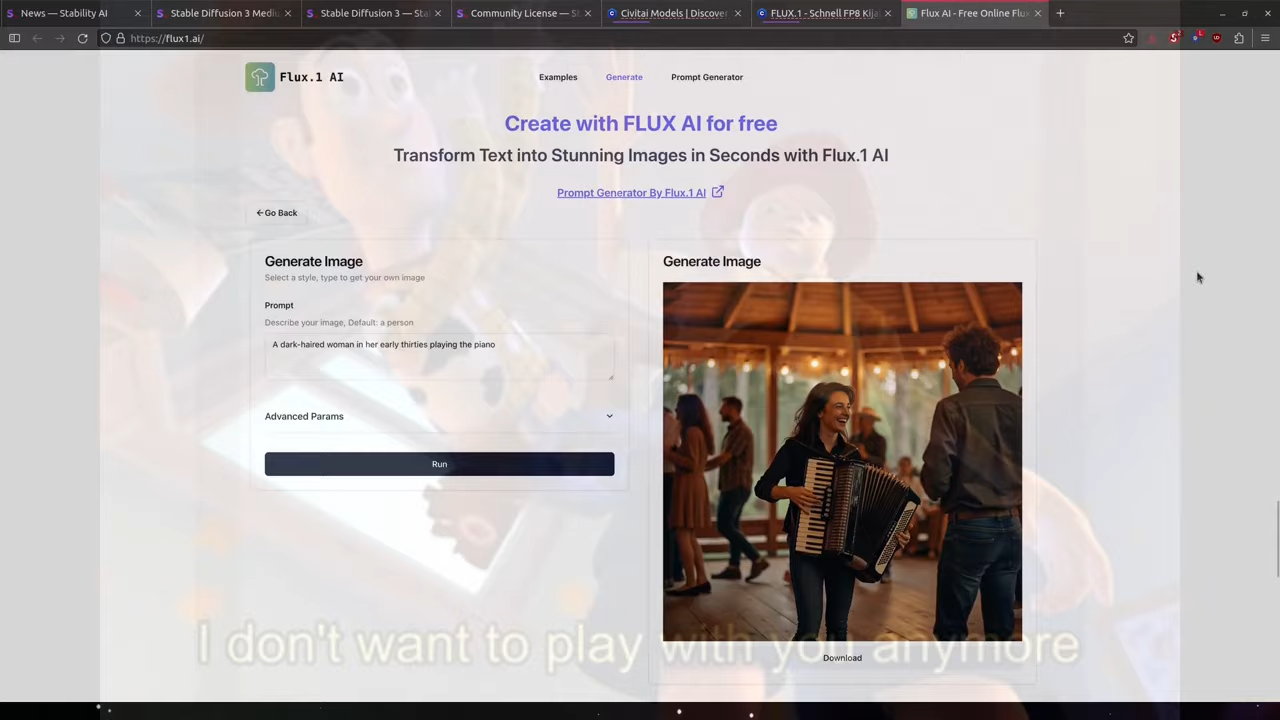 News — Stability AI
Stable Diffusion 3 Medi
Stable Diffusion 3 — Sta
Community License — St
Civitai Models | Discover
FLUX.1 - Schnell FP8 Kija
Flux AI - Free Online Flux
https://flux1.ai/
Flux.1 AI
Examples
Generate
Prompt Generator
Create with FLUX AI for free
Transform Text into Stunning Images in Seconds with Flux.1 AI
Prompt Generator By Flux.1 AI
Go Back
Generate Image
Select a style, type to get your own image
Prompt
Describe your image, Default: a person
A dark-haired woman in her early thirties playing the piano
Advanced Params
Run
Generate Image
Download
I don't want to play with you anymore